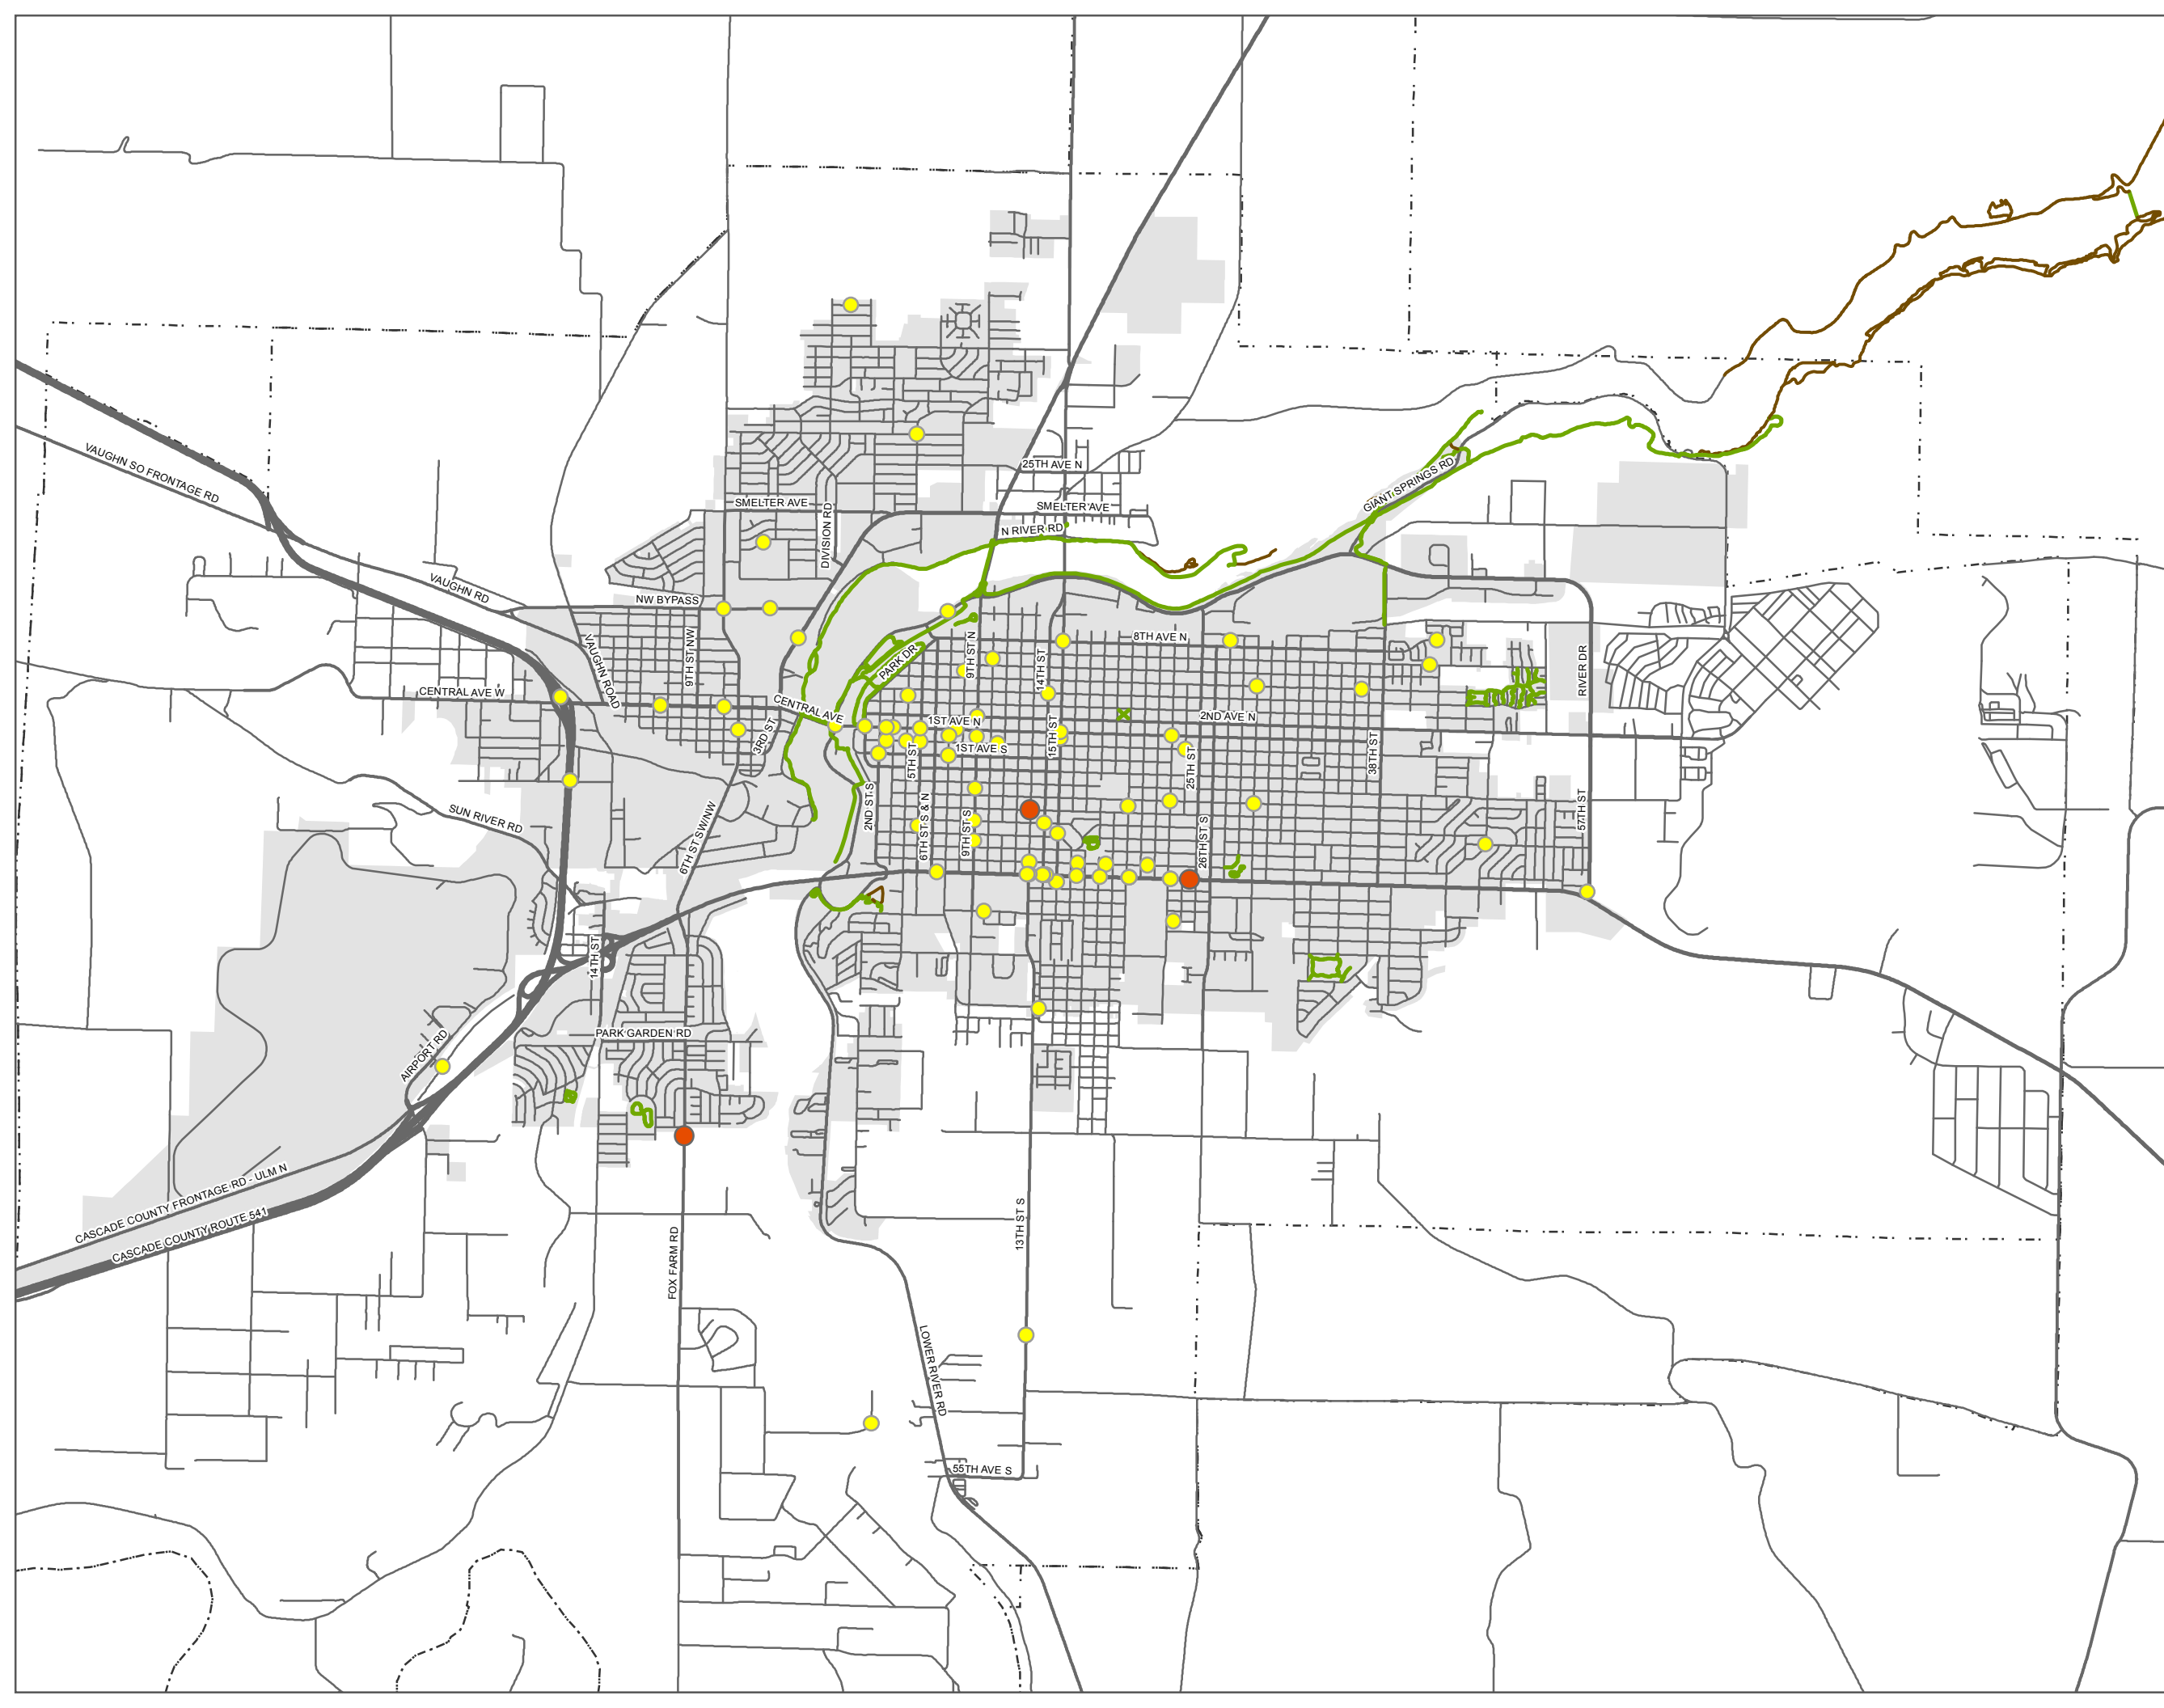 25TH AVE N
VAUGHN SO FRONTAGE RD
GIANT SPRINGS RD
SMELTER AVE
SMELTER AVE
DIVISION RD
N RIVER RD
VAUGHN RD
NW BYPASS
8TH AVE N
9TH ST NW
VAUGHN ROAD
PARK DR
9TH ST N
14TH ST
RIVER DR
CENTRAL AVE W
CENTRAL AVE
1ST AVE N
2ND AVE N
3RD ST
15TH ST
1ST AVE S
5TH ST
25TH ST
38TH ST
2ND ST S
SUN RIVER RD
6TH ST SW/NW
6TH ST S & N
9TH ST S
26TH ST S
57TH ST
14TH ST
PARK GARDEN RD
AIRPORT RD
CASCADE COUNTY FRONTAGE RD - ULM N
CASCADE COUNTY ROUTE 541
FOX FARM RD
13TH ST S
LOWER RIVER RD
55TH AVE S